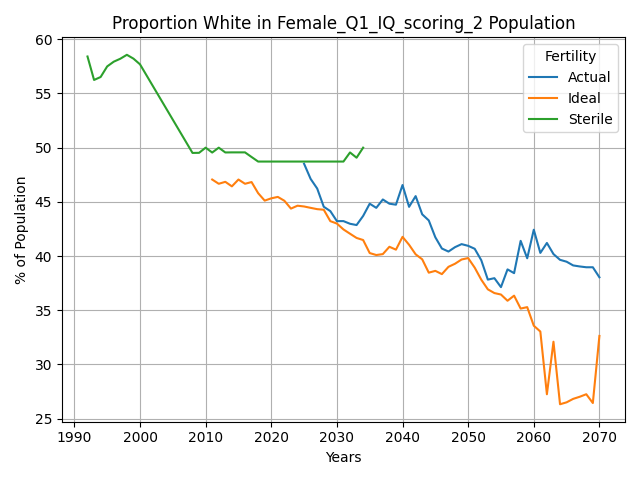 Proportion White in Female_Q1_IQ_scoring_2 Population
Fertility
Actual
Ideal
Sterile
% of Population
60
55
50
45
40
35
30
25
1990
2000
2010
2020
2030
2040
2050
2060
2070
Years